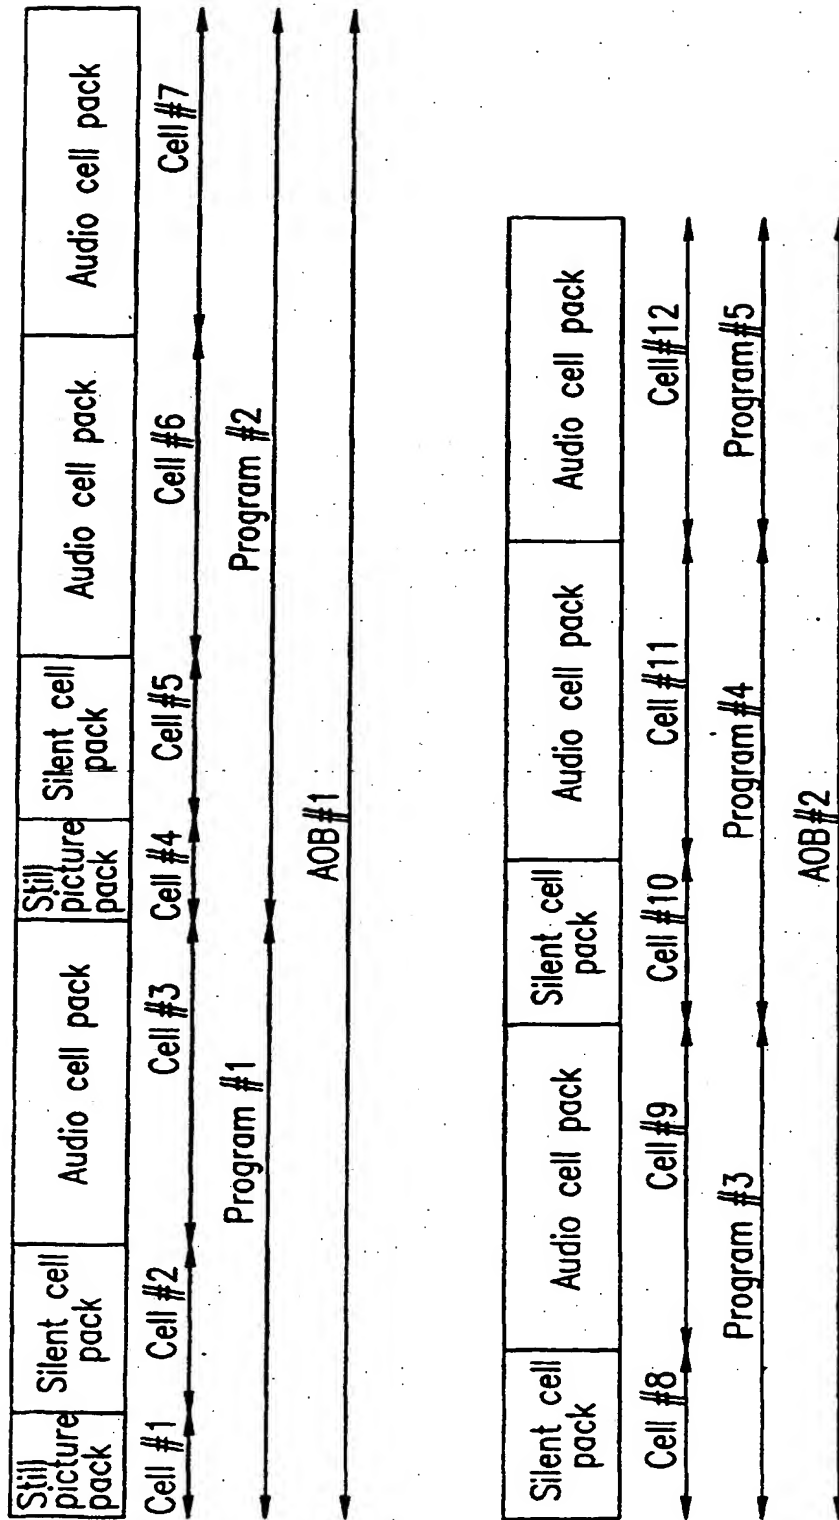 Still
picture
pack
Silent cell
pack
Audio cell pack
Still
picture
pack
Silent cell
pack
Audio cell pack
Audio cell pack
Cell #1
Cell #2
Cell #3
Cell #4
Cell #5
Cell #6
Cell #7
Program #1
Program #2
AOB#1
Silent cell
pack
Audio cell pack
Silent cell
pack
Audio cell pack
Audio cell pack
Cell #8
Cell #9
Cell #10
Cell #11
Cell#12
Program #3
Program #4
Program#5
AOB#2